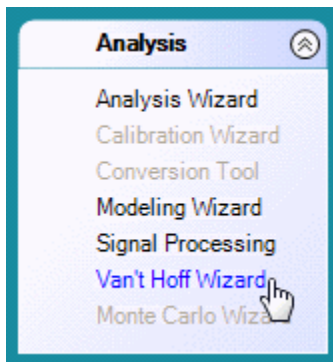 Analysis
Analysis Wizard
Calibration Wizard
Conversion Tool
Modeling Wizard
Signal Processing
Van't Hoff Wizard
Monte Carlo